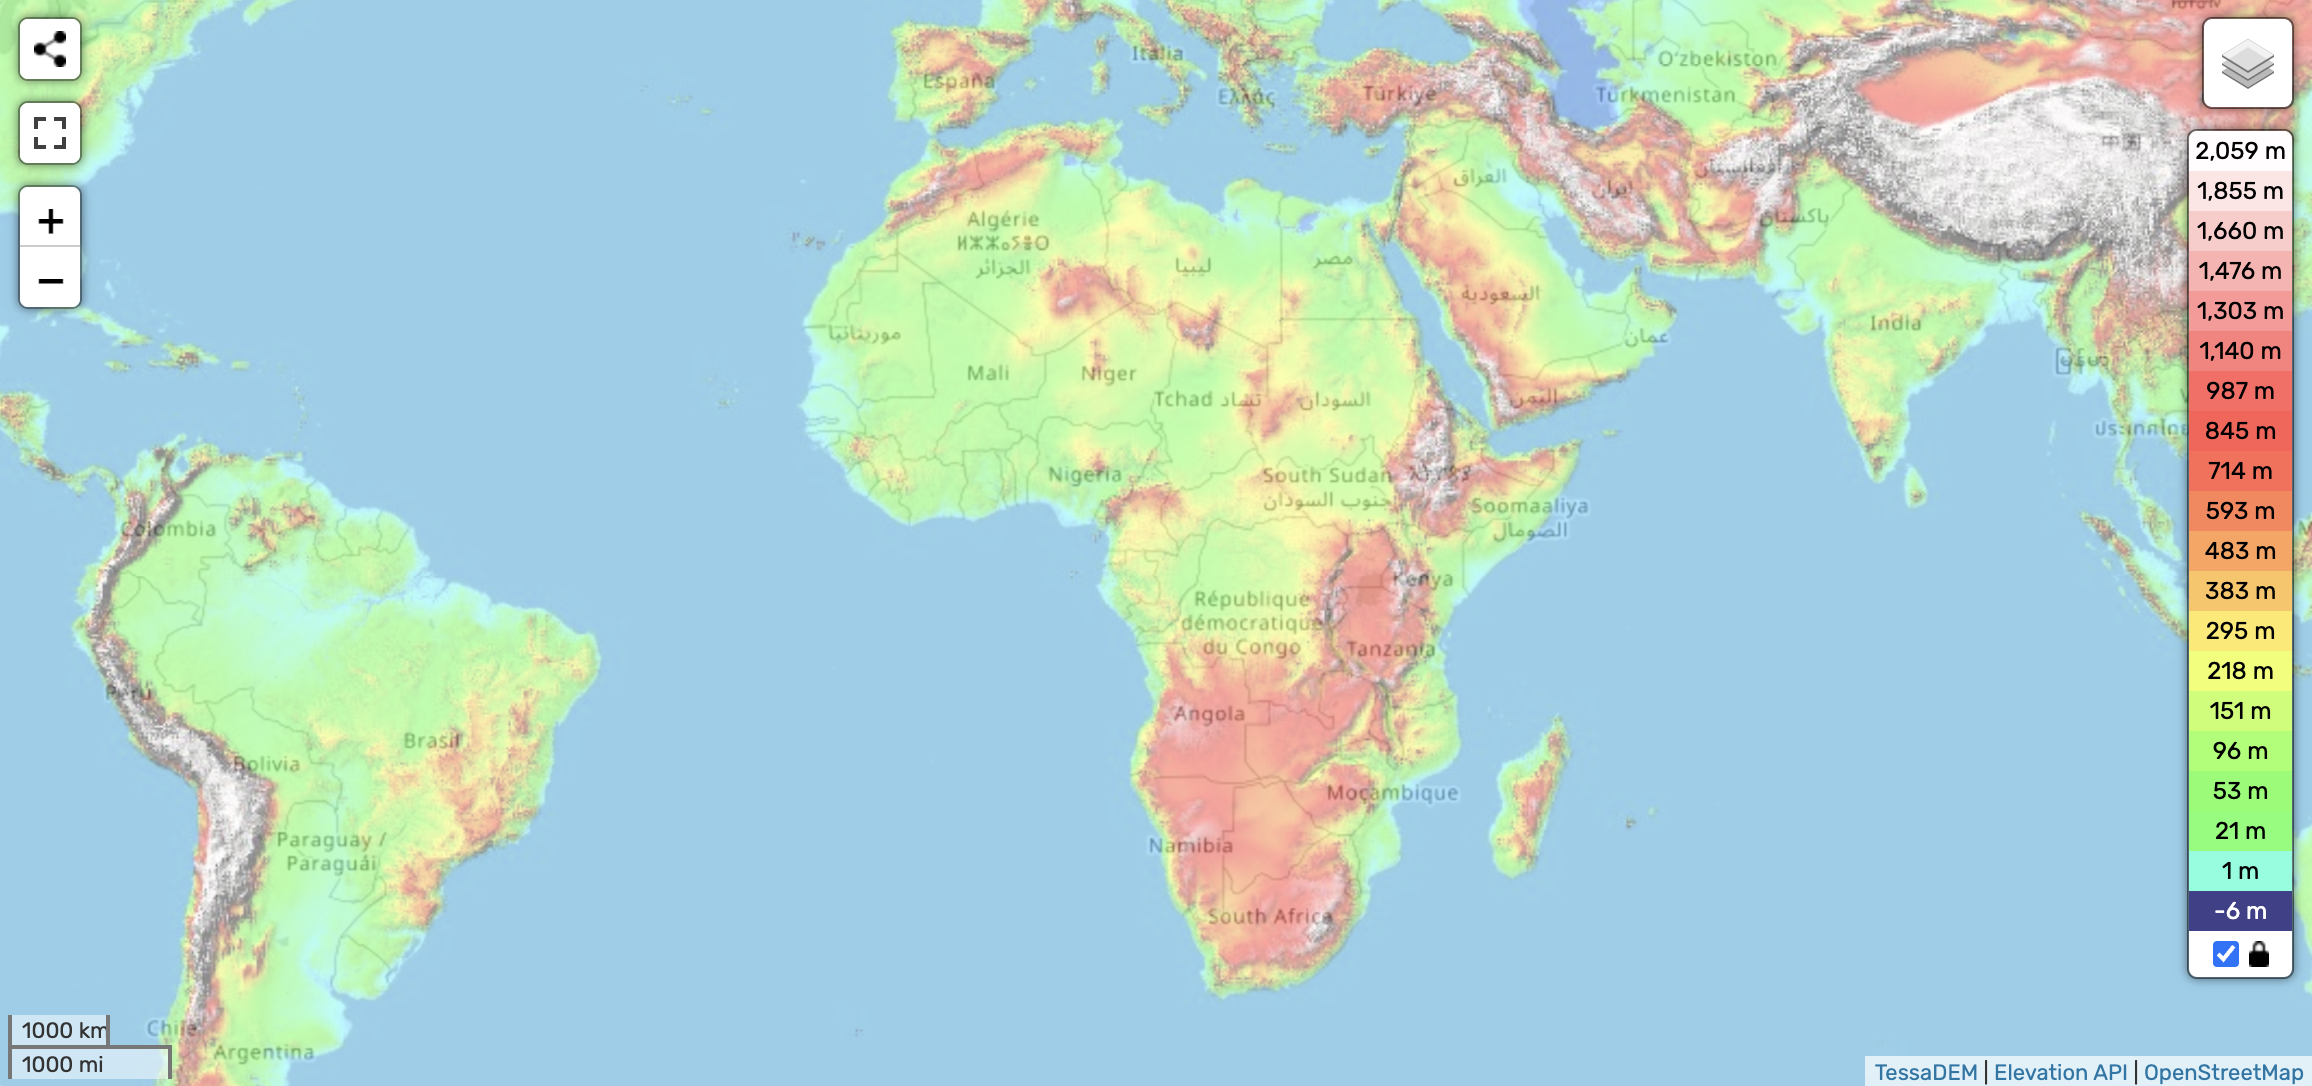 Italia
España
Ελλάς
Türkiye
O'zbekiston
Türkmenistan
2,059 m
1,855 m
1,660 m
1,476 m
1,303 m
1,140 m
987 m
845 m
714 m
593 m
483 m
383 m
295 m
218 m
151 m
96 m
53 m
21 m
1 m
-6 m
العراق
ایران
افغانستان
پاکستان
中国
Algérie
ⵍⵣⵣⴰⵢⴻⵔ
الجزائر
ليبيا
مصر
السعودية
عمان
اليمن
موريتانيا
Mali
Niger
Tchad تشاد
السودان
India
Nigeria
South Sudan
جنوب السودان
Soomaaliya
الصومال
Colombia
Kenya
République
démocratique
du Congo
Tanzania
Perú
Angola
Brasil
Bolivia
Moçambique
Paraguay /
Paraguái
Namibia
South Africa
Chile
Argentina
1000 km
1000 mi
TessaDEM | Elevation API | OpenStreetMap